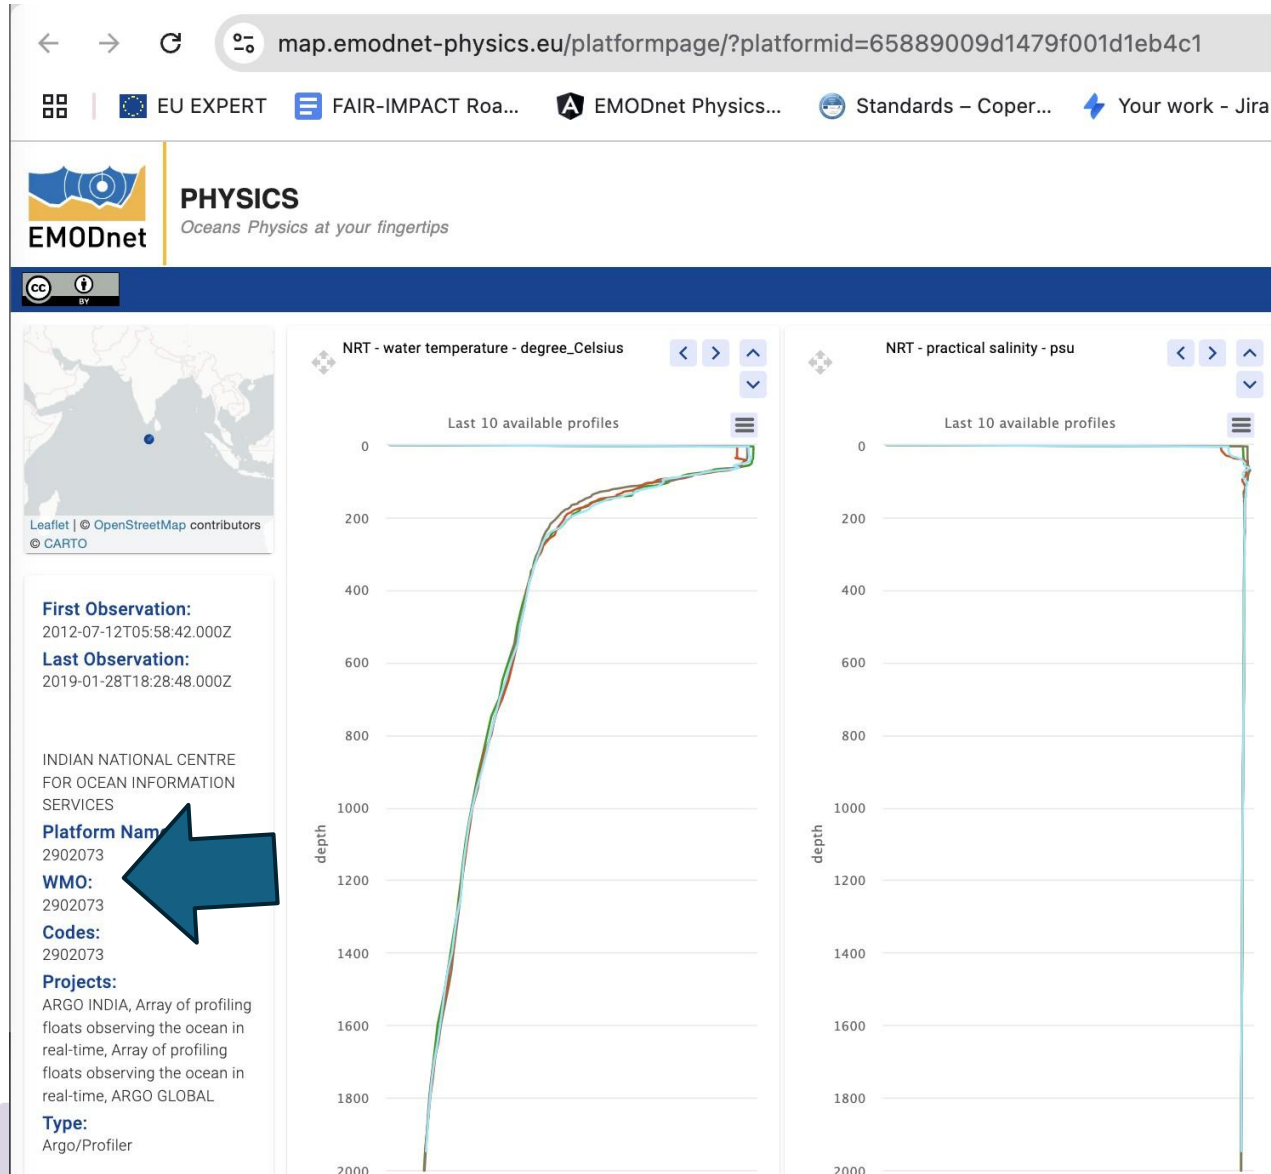 map.emodnet-physics.eu/platformpage/?platformid=65889009d1479f001d1eb4c1
EU EXPERT
FAIR-IMPACT Roa...
EMODnet Physics...
Standards – Coper...
Your work - Jira
EMODnet
PHYSICS
Oceans Physics at your fingertips
cc
BY
Leaflet | © OpenStreetMap contributors
© CARTO
First Observation:
2012-07-12T05:58:42.000Z
Last Observation:
2019-01-28T18:28:48.000Z
INDIAN NATIONAL CENTRE
FOR OCEAN INFORMATION
SERVICES
Platform Nam
2902073
WMO:
2902073
Codes:
2902073
Projects:
ARGO INDIA, Array of profiling
floats observing the ocean in
real-time, Array of profiling
floats observing the ocean in
real-time, ARGO GLOBAL
Type:
Argo/Profiler
NRT - water temperature - degree_Celsius
Last 10 available profiles
0
200
400
600
800
1000
1200
1400
1600
1800
2000
depth
NRT - practical salinity - psu
Last 10 available profiles
0
200
400
600
800
1000
1200
1400
1600
1800
2000
depth